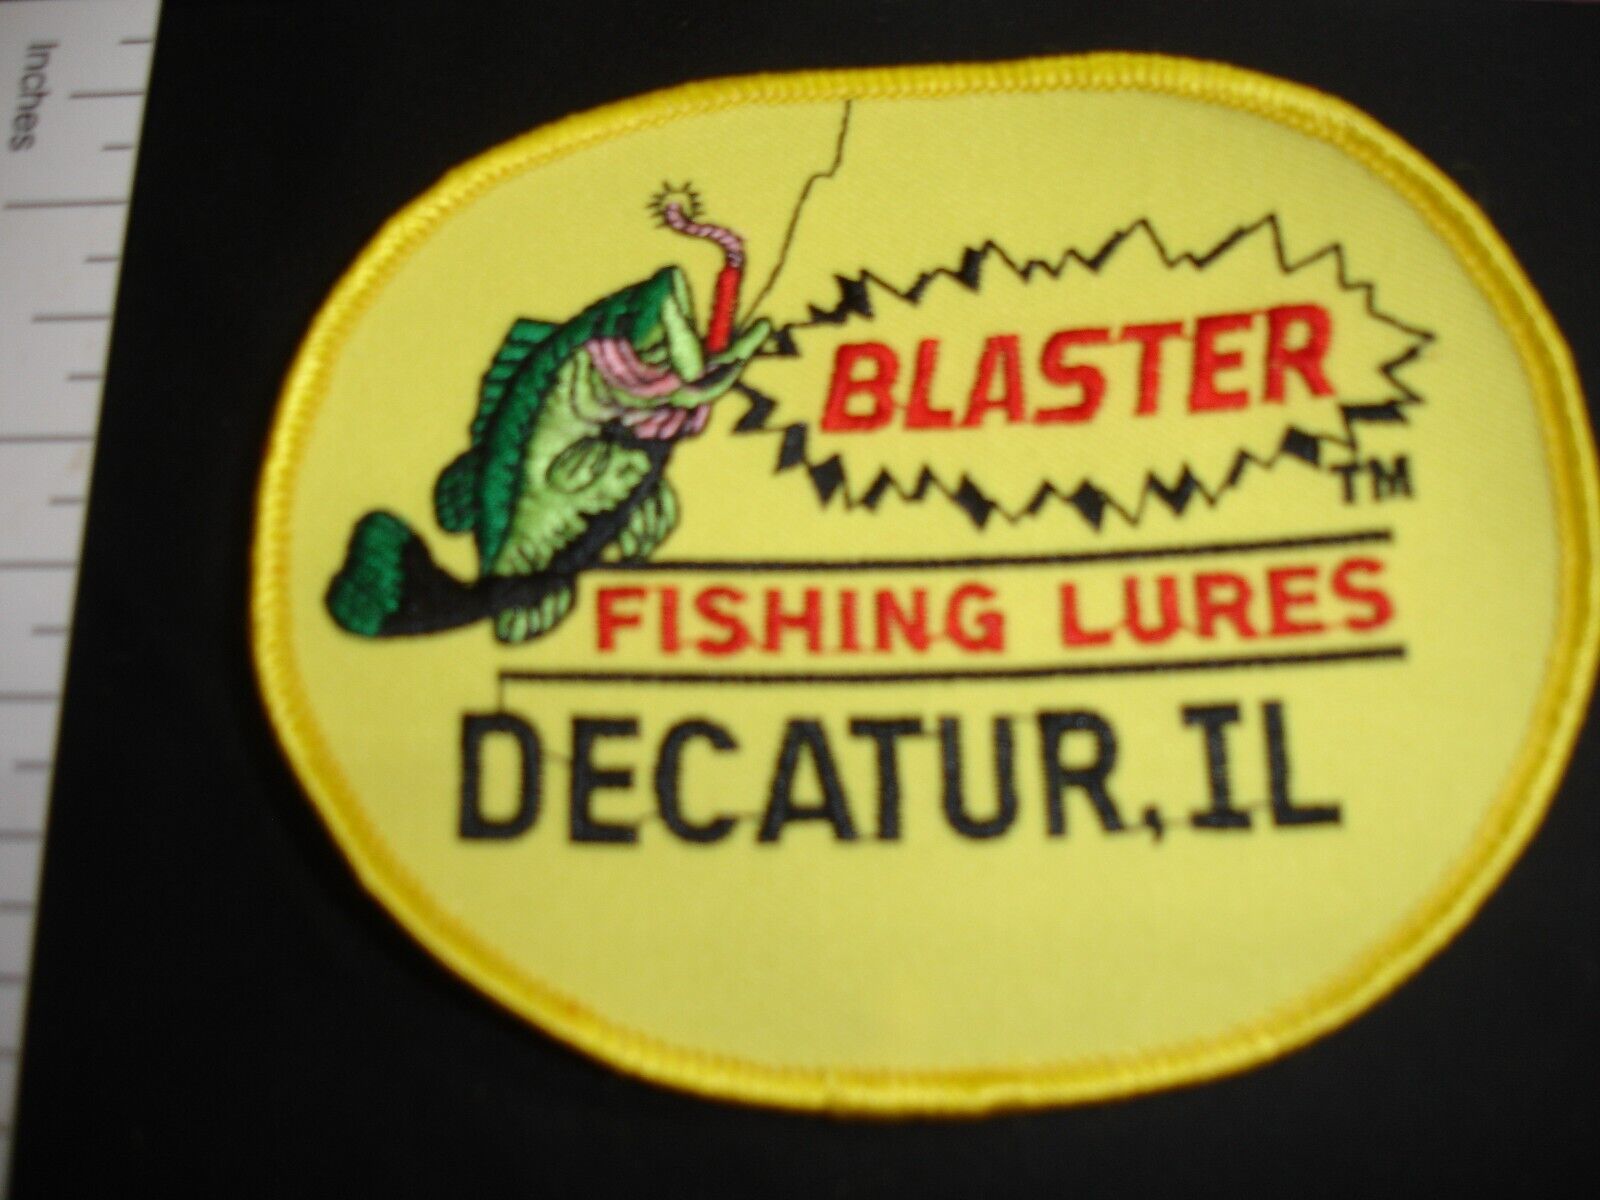 Inches
BLASTER
TM
FISHING LURES
DECATUR, IL